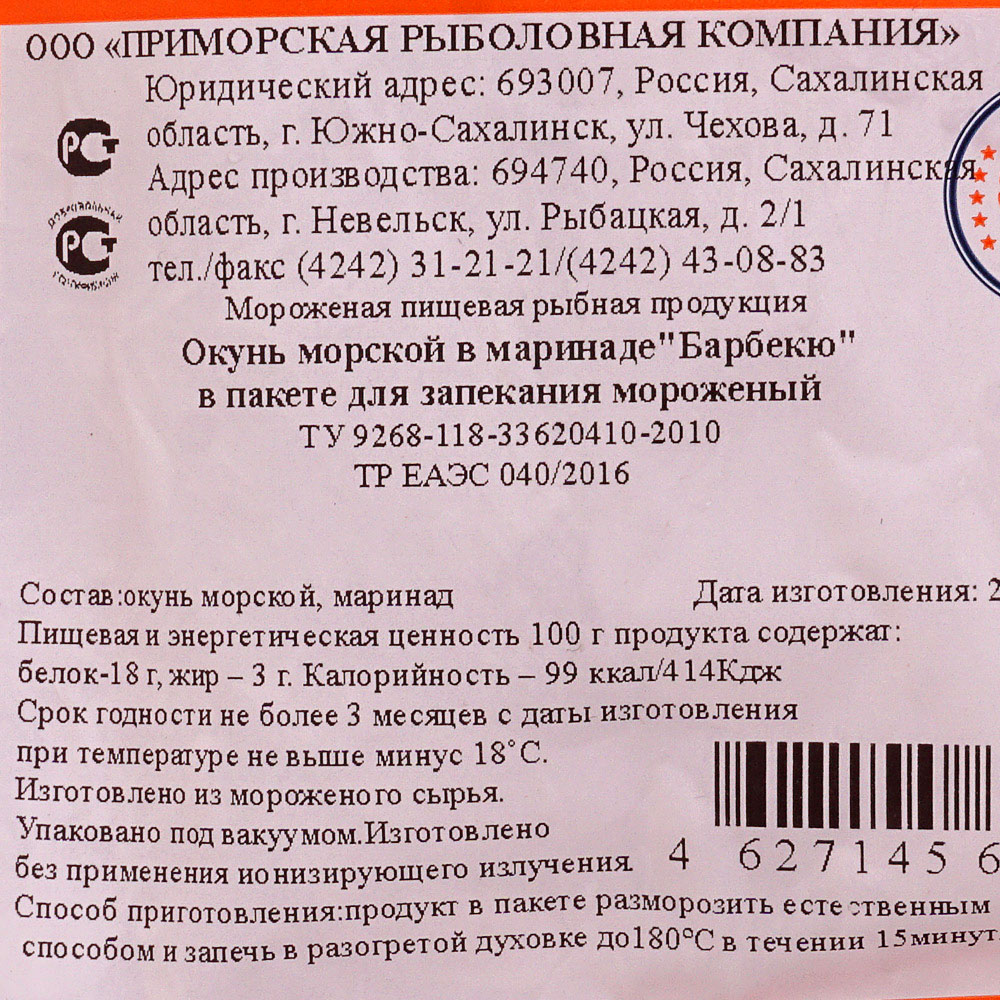 ООО «ПРИМОРСКАЯ РЫБОЛОВНАЯ КОМПАНИЯ»
Юридический адрес: 693007, Россия, Сахалинская
область, г. Южно-Сахалинск, ул. Чехова, д. 71
Адрес производства: 694740, Россия, Сахалинская
область, г. Невельск, ул. Рыбацкая, д. 2/1
тел./факс (4242) 31-21-21/(4242) 43-08-83
РСТ
РСТ
Мороженая пищевая рыбная продукция
Окунь морской в маринаде"Барбекю"
в пакете для запекания мороженый
ТУ 9268-118-33620410-2010
ТР ЕАЭС 040/2016
Состав:окунь морской, маринад
Дата изготовления: 2
Пищевая и энергетическая ценность 100 г продукта содержат:
белок-18 г, жир – 3 г. Калорийность – 99 ккал/414Кдж
Срок годности не более 3 месяцев с даты изготовления
при температуре не выше минус 18°С.
Изготовлено из мороженого сырья.
Упаковано под вакуумом.Изготовлено
без применения ионизирующего излучения.
4 627145 6
Способ приготовления:продукт в пакете разморозить естественным
способом и запечь в разогретой духовке до180°С в течении 15минут.